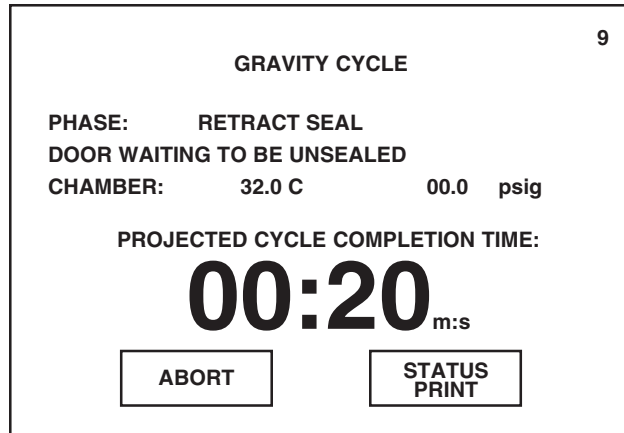 9
GRAVITY CYCLE
PHASE: RETRACT SEAL
DOOR WAITING TO BE UNSEALED
CHAMBER: 32.0 C 00.0 psig
PROJECTED CYCLE COMPLETION TIME:
00:20 m:s
ABORT
STATUS
PRINT